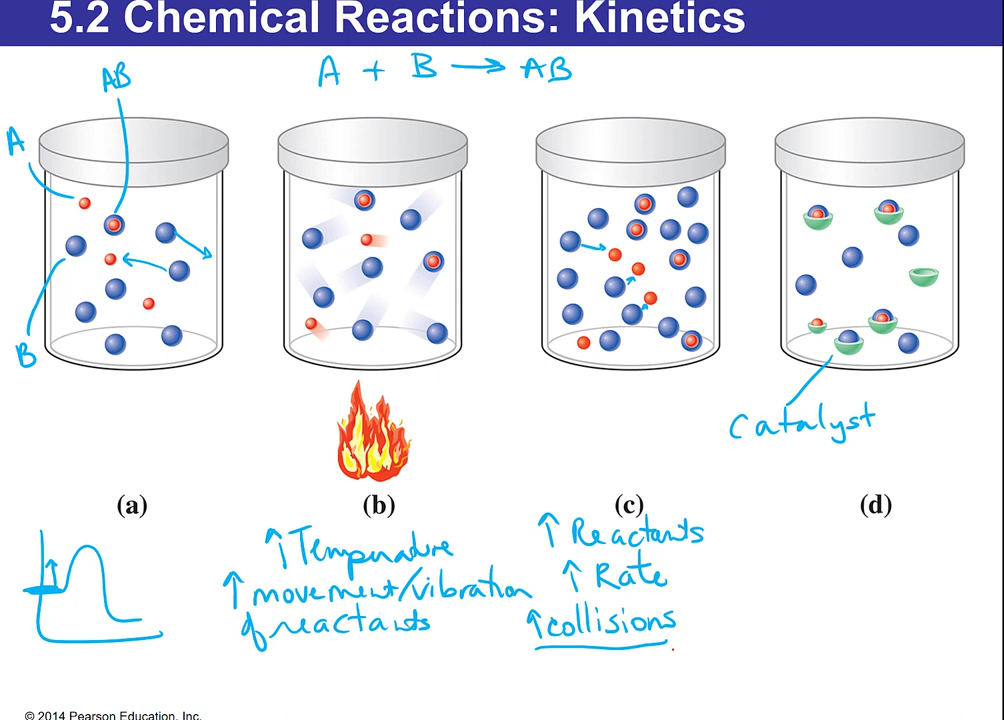 5.2 Chemical Reactions: Kinetics
A + B → AB
AB
A
B
Catalyst
(a) (b) (c) (d)
↑Temperature
↑movement/vibration
of reactants
↑Reactants
↑Rate
↑collisions
© 2014 Pearson Education, Inc.